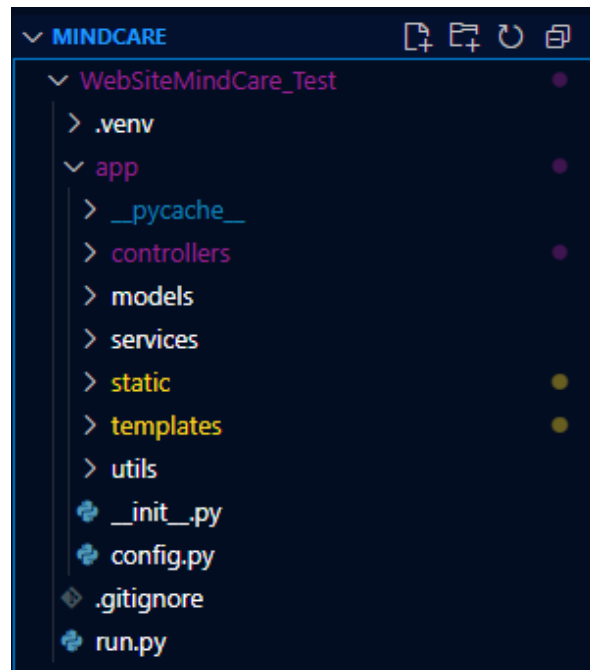 MINDCARE
WebSiteMindCare_Test
.venv
app
__pycache__
controllers
models
services
static
templates
utils
__init__.py
config.py
.gitignore
run.py